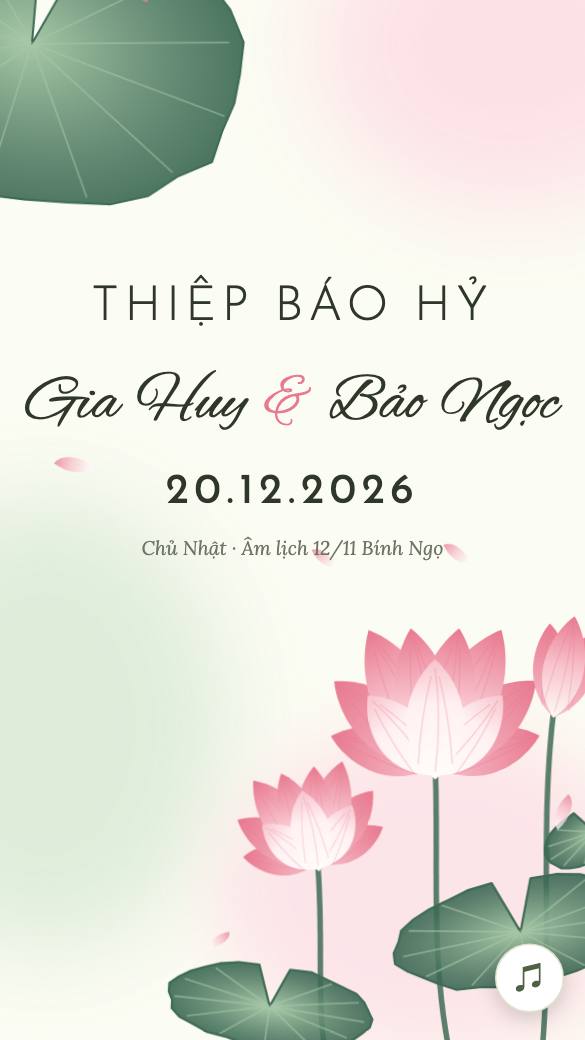 THIỆP BÁO HỶ
Gia Huy & Bảo Ngọc
20.12.2026
Chủ Nhật · Âm lịch 12/11 Bính Ngọ